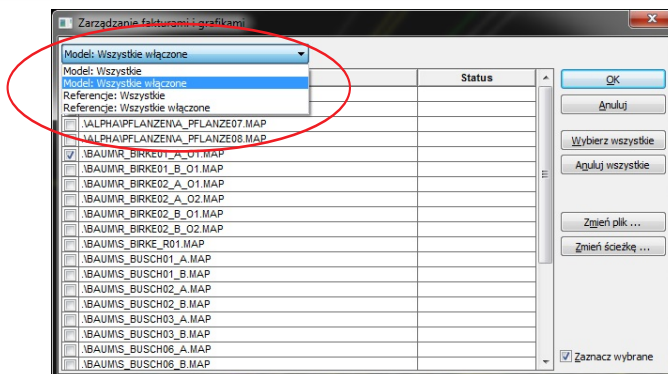 Zarządzanie fakturami i grafikami
Model: Wszystkie włączone
Model: Wszystkie
Model: Wszystkie włączone
Referencje: Wszystkie
Referencje: Wszystkie włączone
Status
.\ALPHA\PFLANZEN\A_PFLANZE07.MAP
.\ALPHA\PFLANZEN\A_PFLANZE08.MAP
.\BAUM\R_BIRKE01_A_O1.MAP
.\BAUM\R_BIRKE01_B_O1.MAP
.\BAUM\R_BIRKE02_A_O1.MAP
.\BAUM\R_BIRKE02_A_O2.MAP
.\BAUM\R_BIRKE02_B_O1.MAP
.\BAUM\R_BIRKE02_B_O2.MAP
.\BAUM\S_BIRKE_R01.MAP
.\BAUM\S_BUSCH01_A.MAP
.\BAUM\S_BUSCH01_B.MAP
.\BAUM\S_BUSCH02_A.MAP
.\BAUM\S_BUSCH02_B.MAP
.\BAUM\S_BUSCH03_A.MAP
.\BAUM\S_BUSCH03_B.MAP
.\BAUM\S_BUSCH06_A.MAP
.\BAUM\S_BUSCH06_B.MAP
OK
Anuluj
Wybierz wszystkie
Anuluj wszystkie
Zmień plik ...
Zmień ścieżkę ...
Zaznacz wybrane